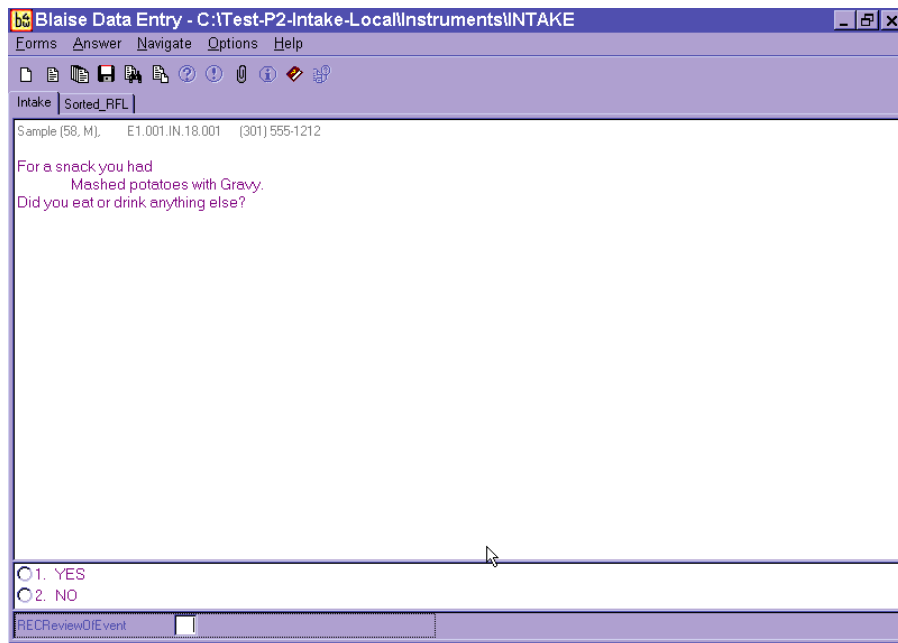 Blaise Data Entry - C:\Test-P2-Intake-Local\Instruments\INTAKE
Forms Answer Navigate Options Help
Intake Sorted_RFL
Sample (58, M), E1.001.IN.18.001 (301) 555-1212
For a snack you had
Mashed potatoes with Gravy.
Did you eat or drink anything else?
1. YES
2. NO
RECReviewOfEvent